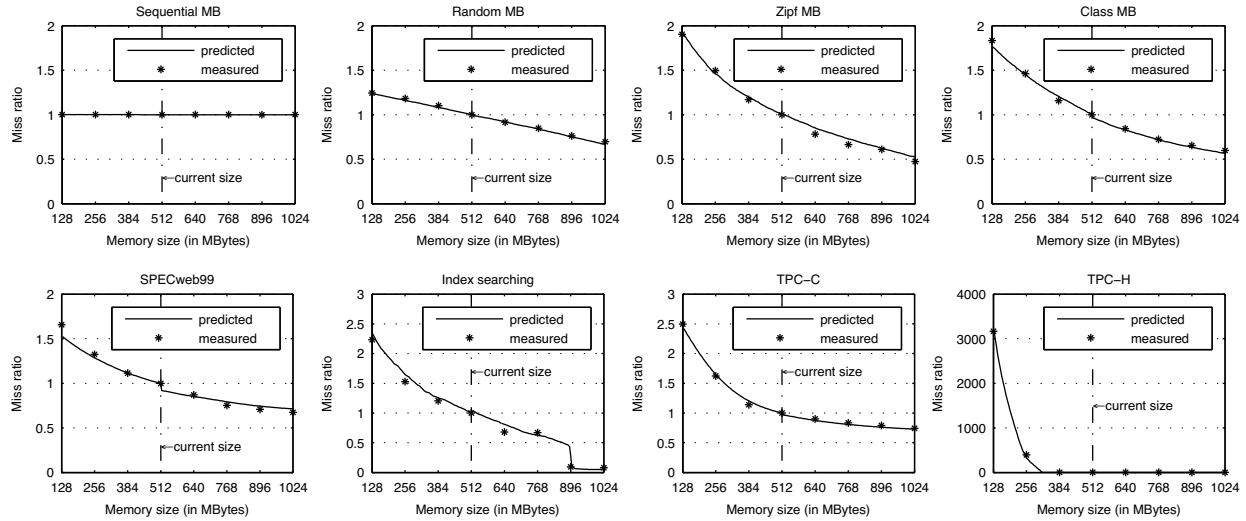 Sequential MB
2
1.5
1
0.5
0
Miss ratio
predicted
measured
current size
128 256 384 512 640 768 896 1024
Memory size (in MBytes)
Random MB
2
1.5
1
0.5
0
Miss ratio
predicted
measured
current size
128 256 384 512 640 768 896 1024
Memory size (in MBytes)
Zipf MB
2
1.5
1
0.5
0
Miss ratio
predicted
measured
current size
128 256 384 512 640 768 896 1024
Memory size (in MBytes)
Class MB
2
1.5
1
0.5
0
Miss ratio
predicted
measured
current size
128 256 384 512 640 768 896 1024
Memory size (in MBytes)
SPECweb99
2
1.5
1
0.5
0
Miss ratio
predicted
measured
current size
128 256 384 512 640 768 896 1024
Memory size (in MBytes)
Index searching
3
2.5
2
1.5
1
0.5
0
Miss ratio
predicted
measured
current size
128 256 384 512 640 768 896 1024
Memory size (in MBytes)
TPC−C
3
2.5
2
1.5
1
0.5
0
Miss ratio
predicted
measured
current size
128 256 384 512 640 768 896 1024
Memory size (in MBytes)
TPC−H
4000
3000
2000
1000
0
Miss ratio
predicted
measured
current size
128 256 384 512 640 768 896 1024
Memory size (in MBytes)